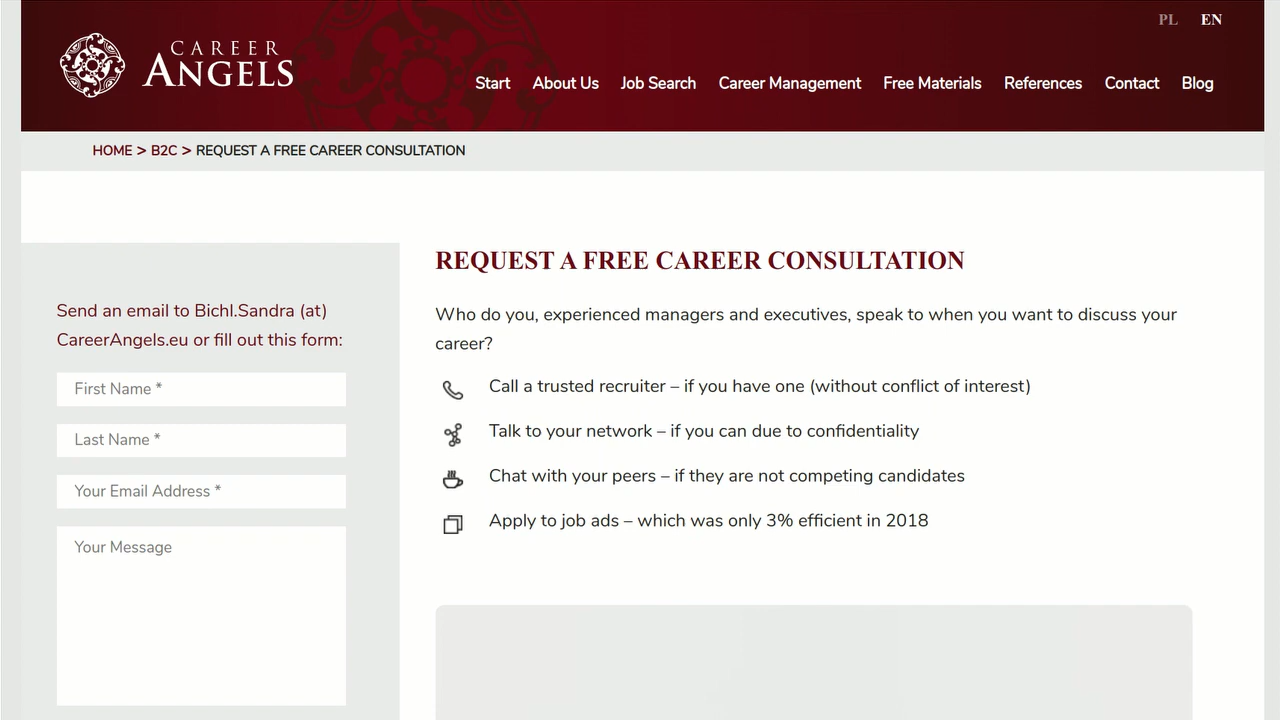 PL EN
CAREER
ANGELS
Start About Us Job Search Career Management Free Materials References Contact Blog
HOME > B2C > REQUEST A FREE CAREER CONSULTATION
Send an email to Bichl.Sandra (at)
CareerAngels.eu or fill out this form:
First Name *
Last Name *
Your Email Address *
Your Message
REQUEST A FREE CAREER CONSULTATION
Who do you, experienced managers and executives, speak to when you want to discuss your
career?
Call a trusted recruiter – if you have one (without conflict of interest)
Talk to your network – if you can due to confidentiality
Chat with your peers – if they are not competing candidates
Apply to job ads – which was only 3% efficient in 2018